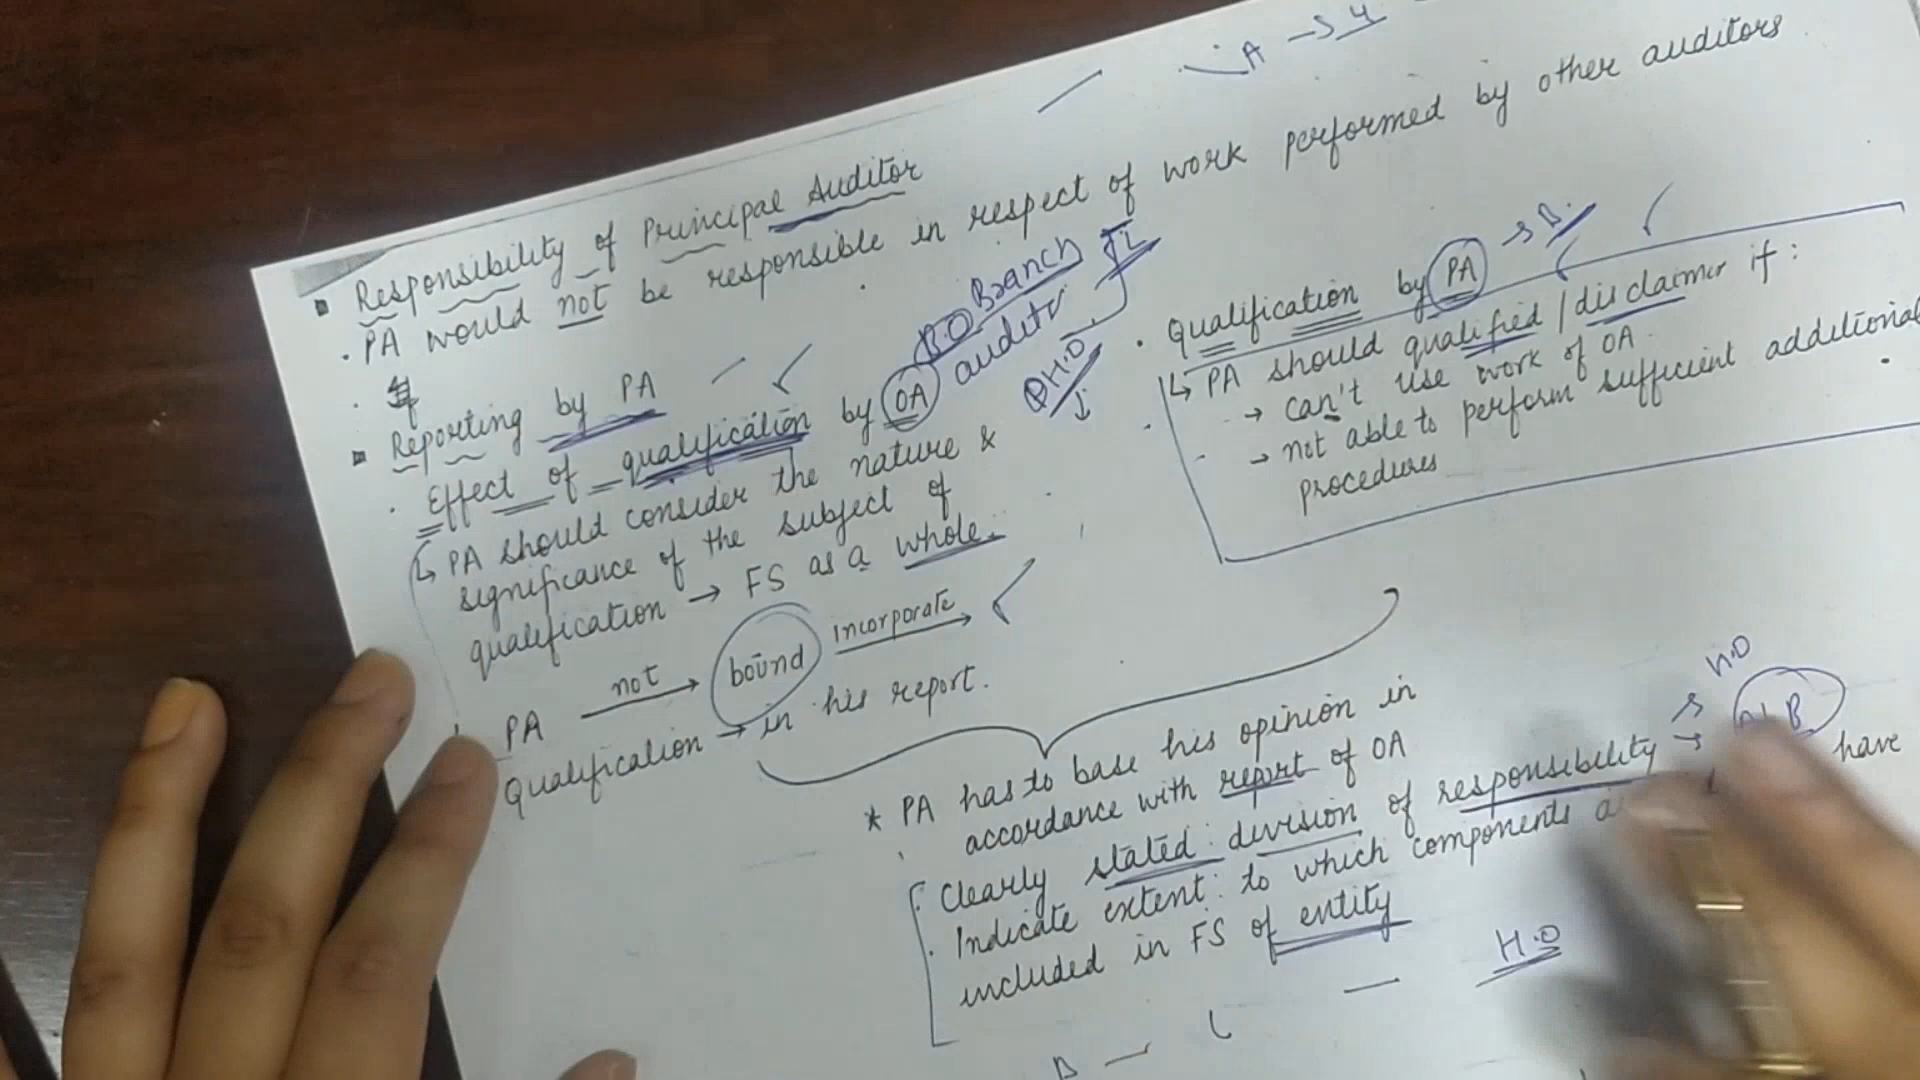 A → S 4
▪ Responsibility of Principal Auditor
· PA would not be responsible in respect of work performed by other auditors
▪ Reporting by PA
· Effect of qualification by OA
B.O Branch
auditor
H.O
↳ PA should consider the nature &
significance of the subject of
qualification → FS as a whole.
PA not → bound incorporate →
Qualification → in his report.
· Qualification by PA
↳ PA should qualified / disclaimer if :
→ can't use work of OA
→ not able to perform sufficient additional
procedures
* PA has to base his opinion in
accordance with report of OA
· Clearly stated : division of responsibility →
H.O
B
· Indicate extent : to which components have
included in FS of entity
H.O